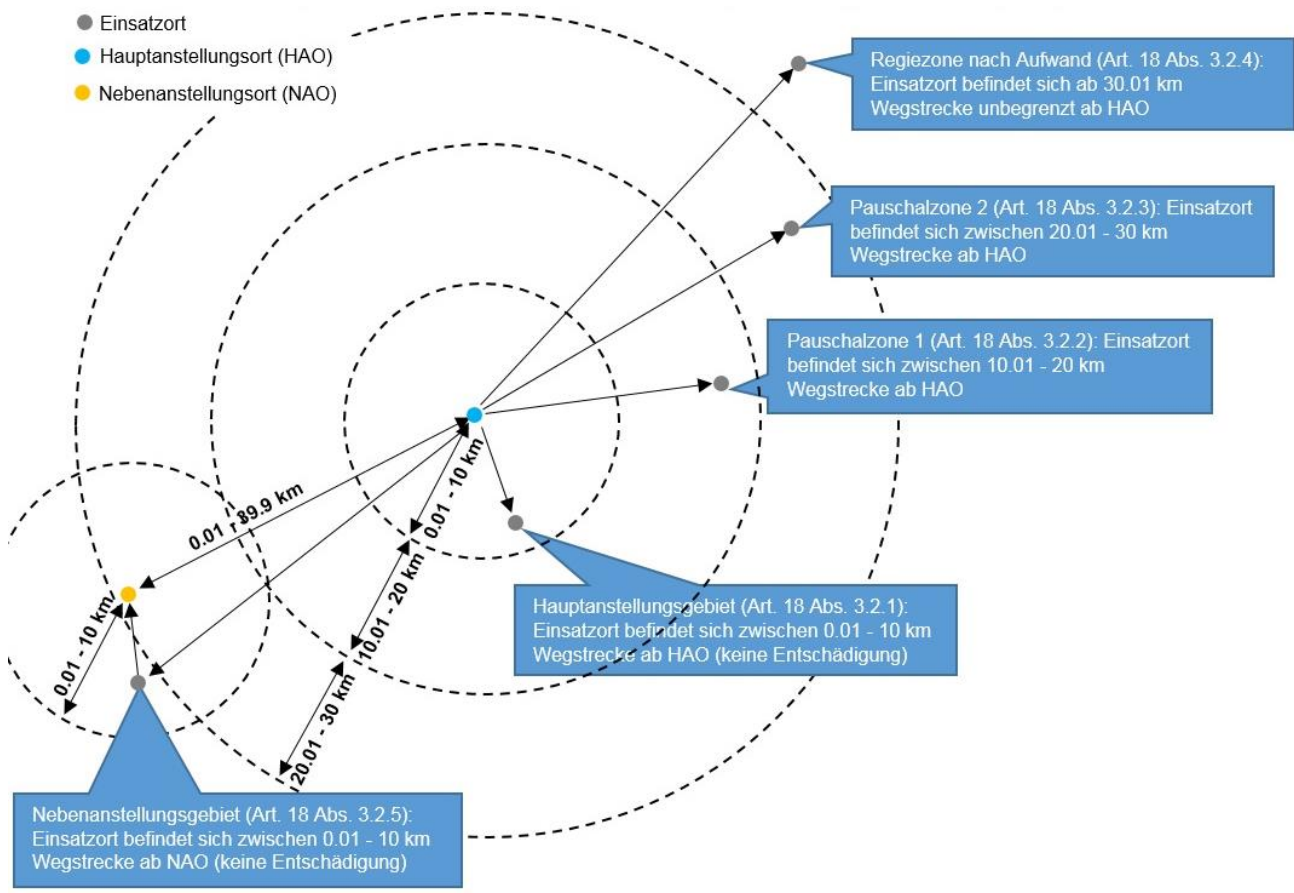 Einsatzort
Hauptanstellungsort (HAO)
Nebenanstellungsort (NAO)
Regiezone nach Aufwand (Art. 18 Abs. 3.2.4):
Einsatzort befindet sich ab 30.01 km
Wegstrecke unbegrenzt ab HAO
Pauschalzone 2 (Art. 18 Abs. 3.2.3): Einsatzort
befindet sich zwischen 20.01 - 30 km
Wegstrecke ab HAO
Pauschalzone 1 (Art. 18 Abs. 3.2.2): Einsatzort
befindet sich zwischen 10.01 - 20 km
Wegstrecke ab HAO
0.01 - 39.9 km
0.01 - 10 km
10.01 - 20 km
20.01 - 30 km
0.01 - 10 km
Hauptanstellungsgebiet (Art. 18 Abs. 3.2.1):
Einsatzort befindet sich zwischen 0.01 - 10 km
Wegstrecke ab HAO (keine Entschädigung)
Nebenanstellungsgebiet (Art. 18 Abs. 3.2.5):
Einsatzort befindet sich zwischen 0.01 - 10 km
Wegstrecke ab NAO (keine Entschädigung)